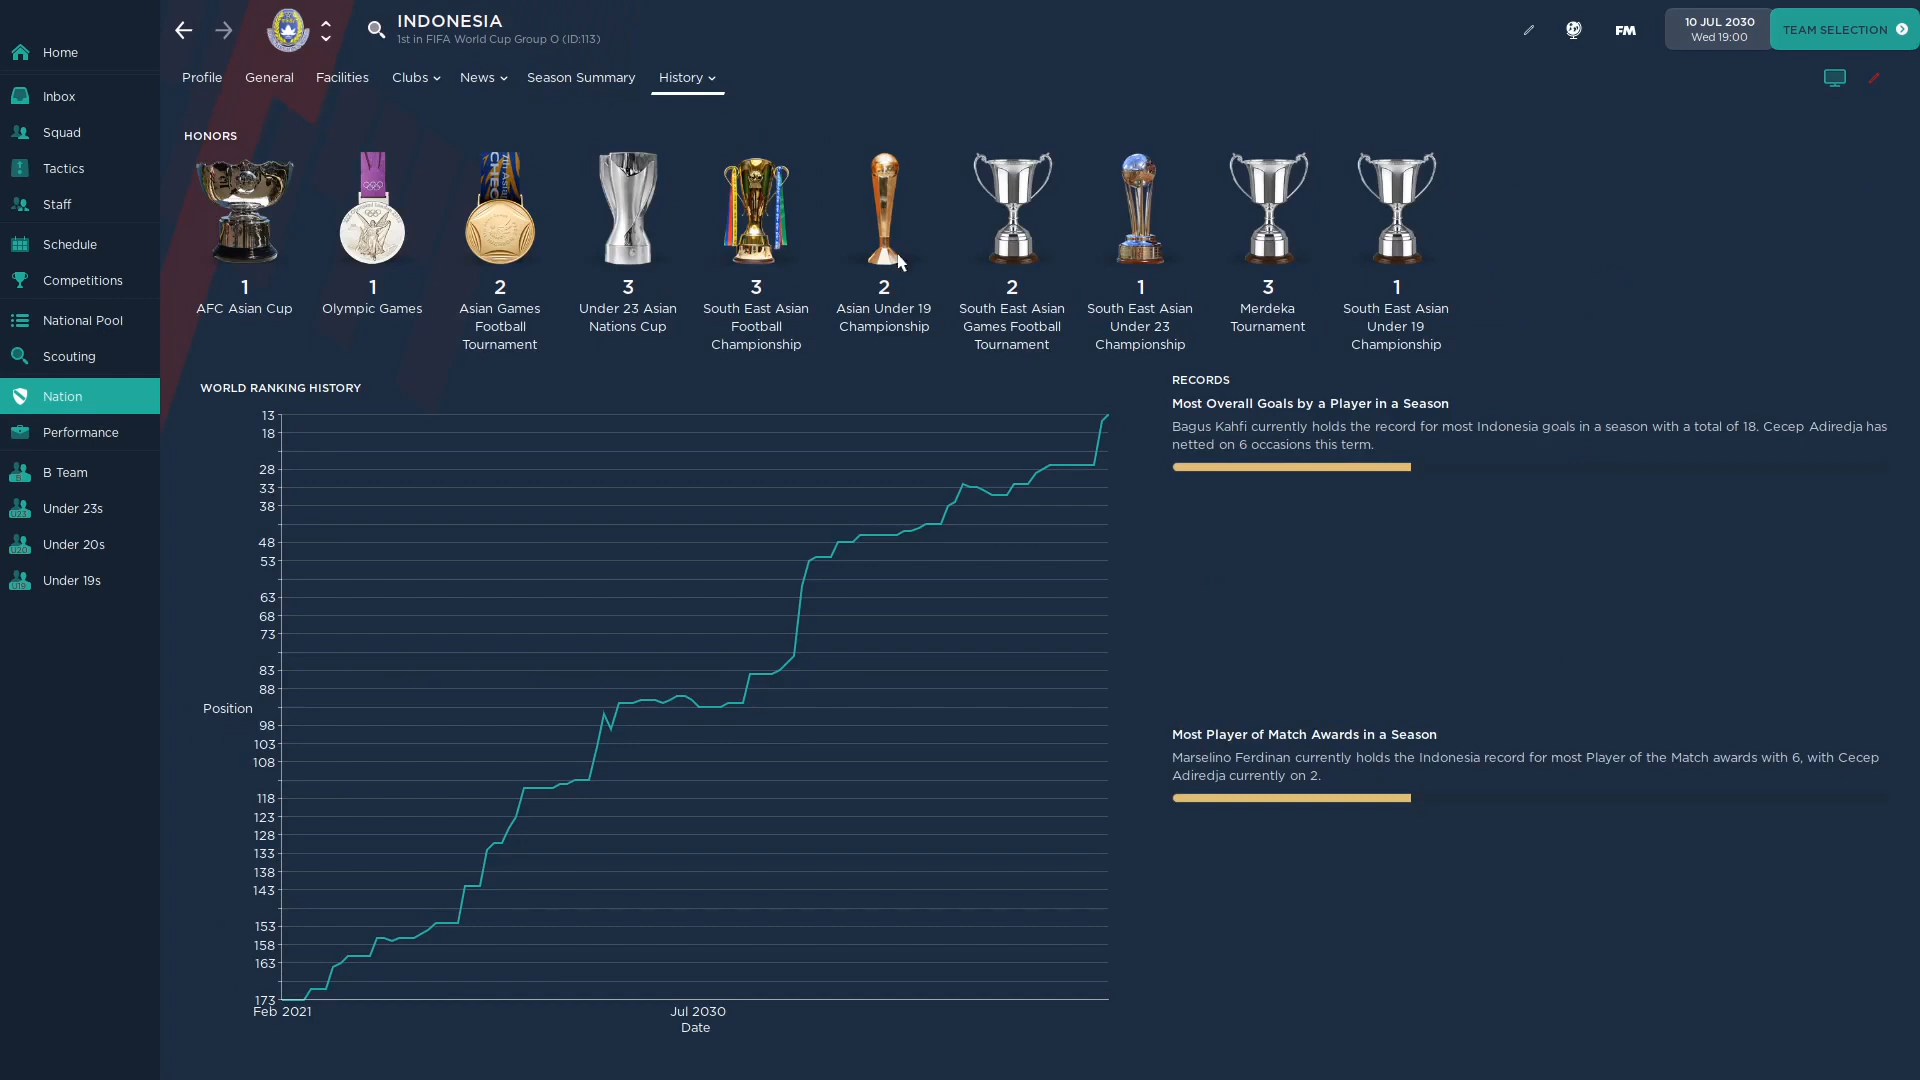 INDONESIA
1st in FIFA World Cup Group O (ID:113)
FM
10 JUL 2030
Wed 19:00
TEAM SELECTION
Home
Inbox
Squad
Tactics
Staff
Schedule
Competitions
National Pool
Scouting
Nation
Performance
B Team
Under 23s
Under 20s
Under 19s
Profile
General
Facilities
Clubs
News
Season Summary
History
HONORS
1
AFC Asian Cup
1
Olympic Games
2
Asian Games
Football
Tournament
3
Under 23 Asian
Nations Cup
3
South East Asian
Football
Championship
2
Asian Under 19
Championship
2
South East Asian
Games Football
Tournament
1
South East Asian
Under 23
Championship
3
Merdeka
Tournament
1
South East Asian
Under 19
Championship
WORLD RANKING HISTORY
13
18
28
33
38
48
53
63
68
73
83
88
Position
98
103
108
118
123
128
133
138
143
153
158
163
173
Feb 2021
Jul 2030
Date
RECORDS
Most Overall Goals by a Player in a Season
Bagus Kahfi currently holds the record for most Indonesia goals in a season with a total of 18. Cecep Adiredja has
netted on 6 occasions this term.
Most Player of Match Awards in a Season
Marselino Ferdinan currently holds the Indonesia record for most Player of the Match awards with 6, with Cecep
Adiredja currently on 2.